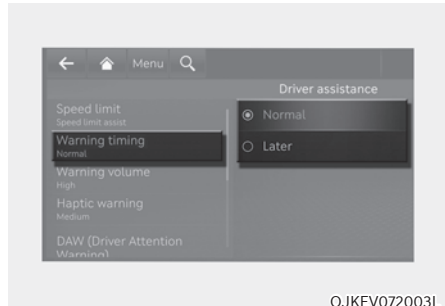 Menu
Driver assistance
Speed limit
Speed limit assist
Warning timing
Normal
Warning volume
High
Haptic warning
Medium
DAW (Driver Attention
Warning)
Normal
Later
OJKEV072003L